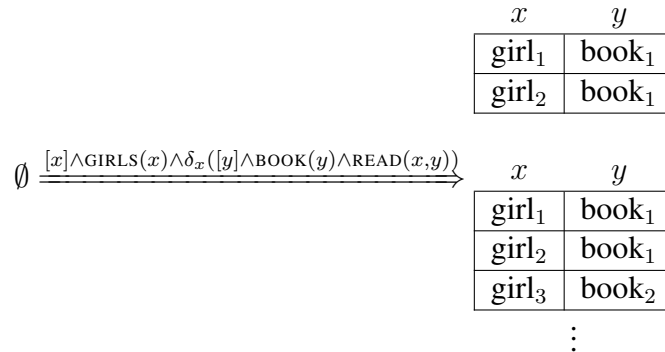 x y
girl₁ book₁
girl₂ book₁
∅ [x]∧GIRLS(x)∧δₓ([y]∧BOOK(y)∧READ(x,y))
x y
girl₁ book₁
girl₂ book₁
girl₃ book₂
⋮